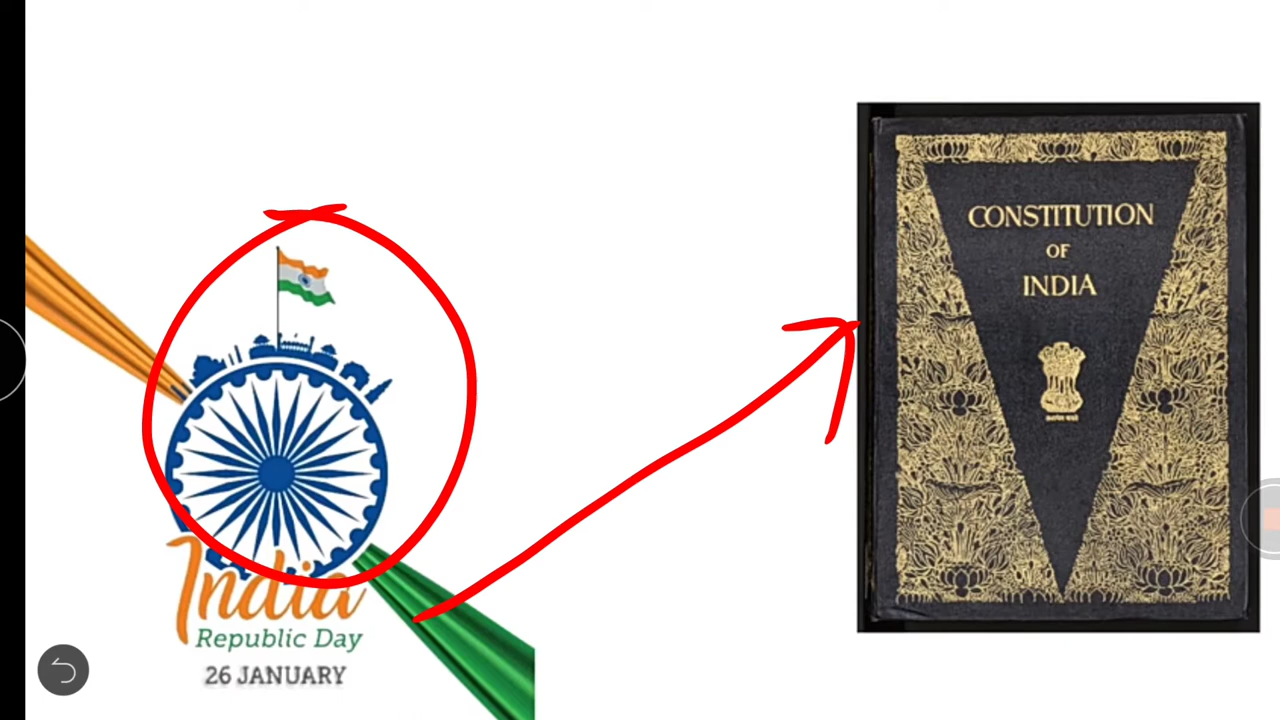 India
Republic Day
26 JANUARY
CONSTITUTION
OF
INDIA